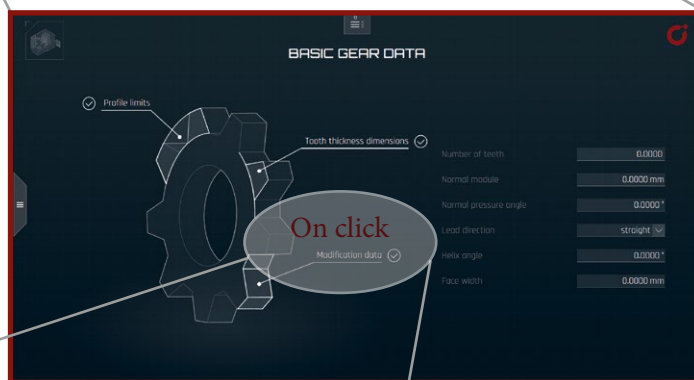 BASIC GEAR DATA
Profile limits
Tooth thickness dimensions
Number of teeth 0.0000
Normal module 0.0000 mm
Normal pressure angle 0.0000 °
Lead direction straight
On click
Modification data
Helix angle 0.0000 °
Face width 0.0000 mm